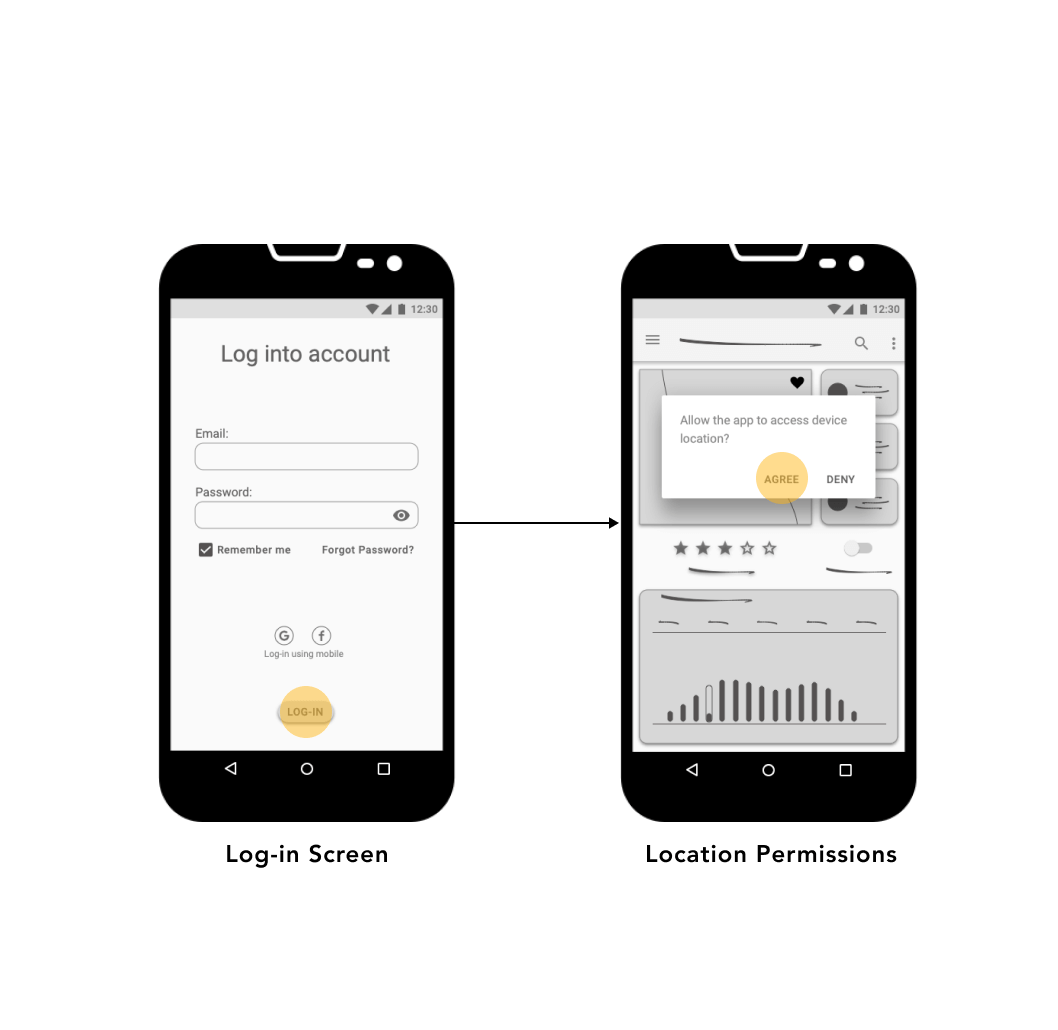 12:30
Log into account
Email:
Password:
Remember me Forgot Password?
G f
Log-in using mobile
LOG-IN
Log-in Screen
12:30
Allow the app to access device
location?
AGREE DENY
Location Permissions